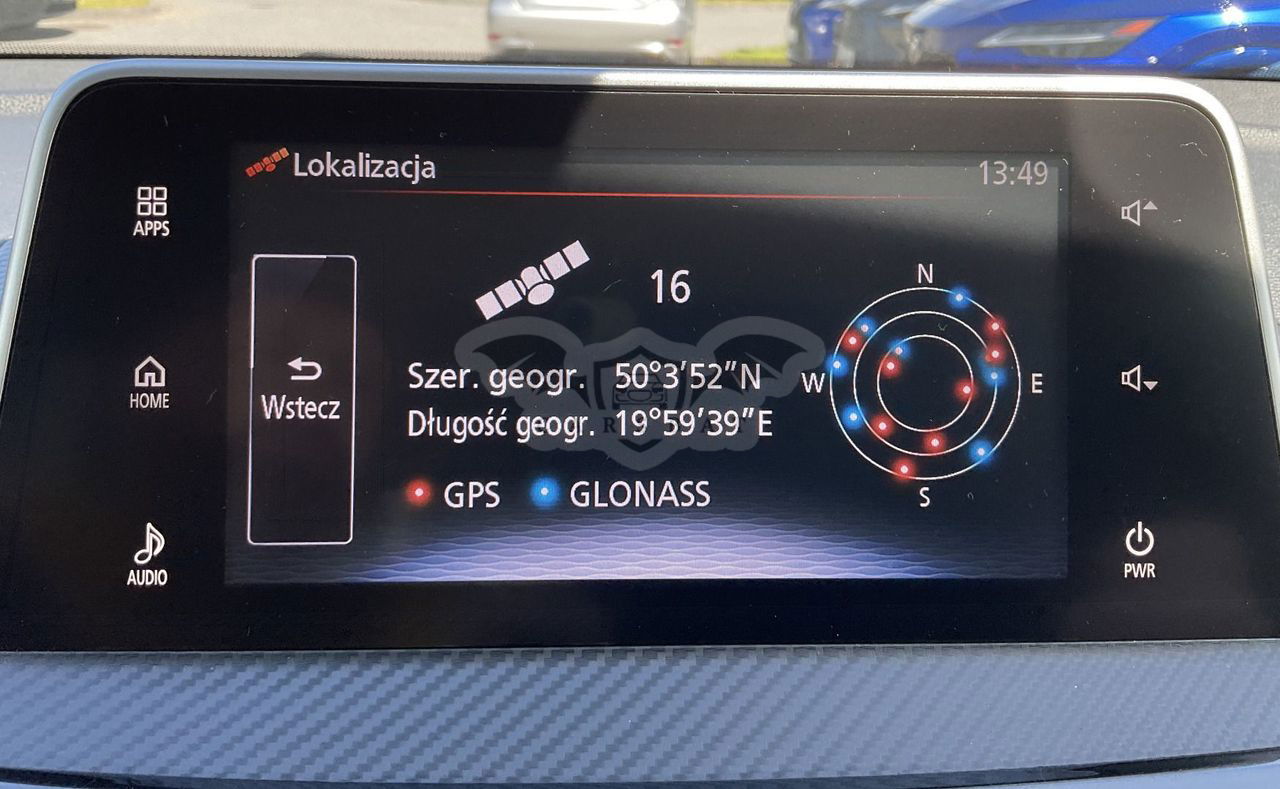 Lokalizacja
13:49
APPS
16
N
Szer. geogr. 50°3'52"N
W
E
HOME
Wstecz
Długość geogr. 19°59'39"E
GPS
GLONASS
S
AUDIO
PWR